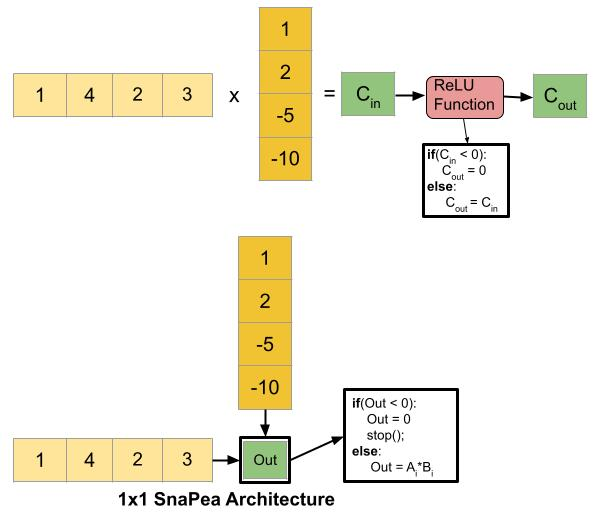 1
2
-5
-10
1 4 2 3
x
=
C_in
ReLU
Function
C_out
if(C_in < 0):
C_out = 0
else:
C_out = C_in
1
2
-5
-10
1 4 2 3
Out
if(Out < 0):
Out = 0
stop();
else:
Out = A_i*B_i
1x1 SnaPea Architecture